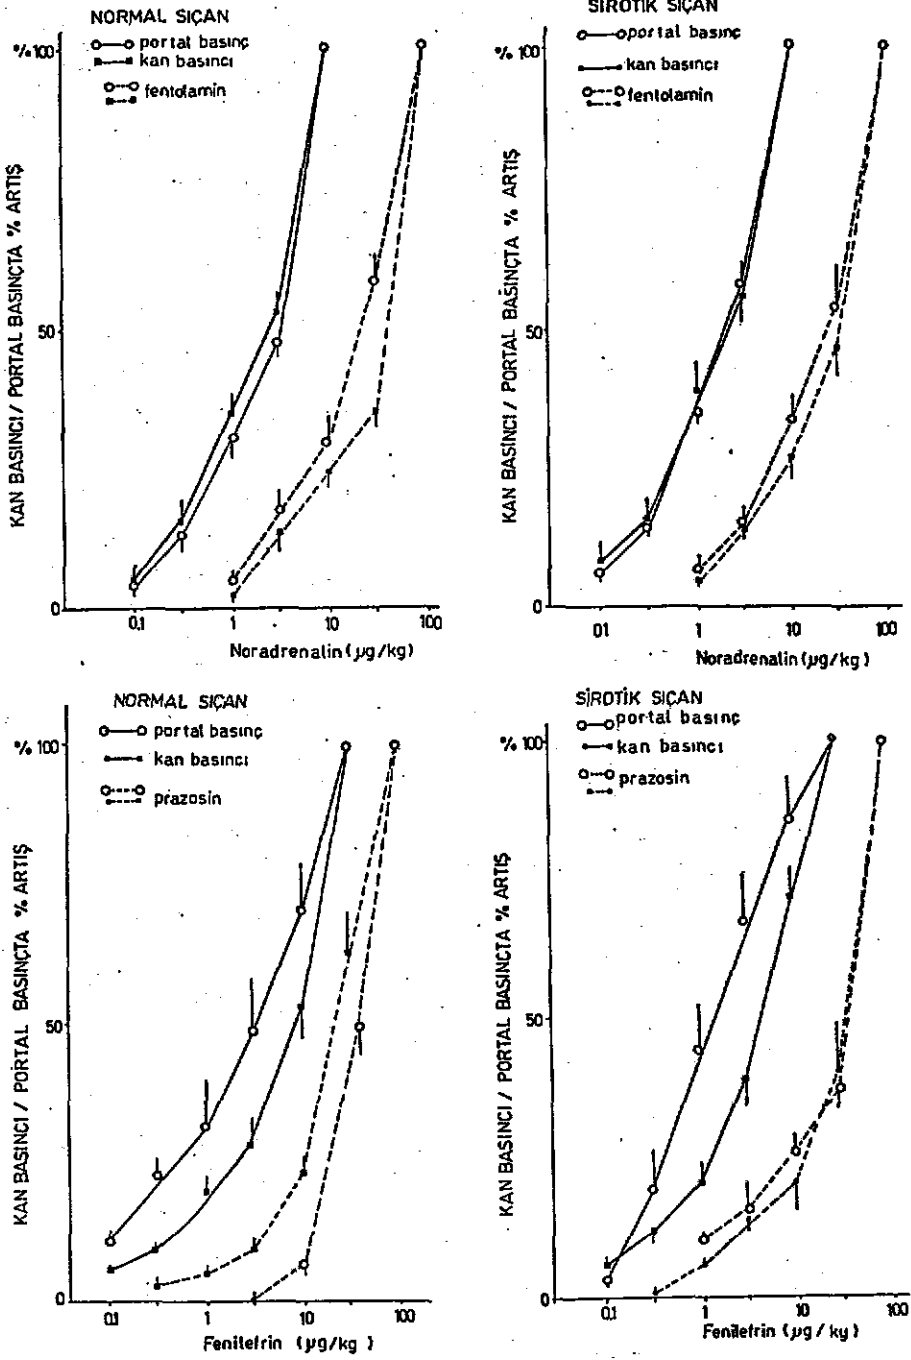 NORMAL SIÇAN
portal basınç
kan basıncı
fentolamin
% 100
50
0
KAN BASINCI / PORTAL BASINÇTA % ARTIŞ
0.1
1
10
100
Noradrenalin (µg/kg)
SİROTİK SIÇAN
portal basınç
kan basıncı
fentolamin
% 100
50
0
KAN BASINCI / PORTAL BASINÇTA % ARTIŞ
01
1
10
100
Noradrenalin (µg/kg)
NORMAL SIÇAN
portal basınç
kan basıncı
prazosin
% 100
50
0
KAN BASINCI / PORTAL BASINÇTA % ARTIŞ
0.1
1
10
100
Fenilefrin (µg/kg)
SİROTİK SIÇAN
portal basınç
kan basıncı
prazosin
% 100
50
0
KAN BASINCI / PORTAL BASINÇTA % ARTIŞ
0.1
1
10
100
Fenilefrin (µg/ky)